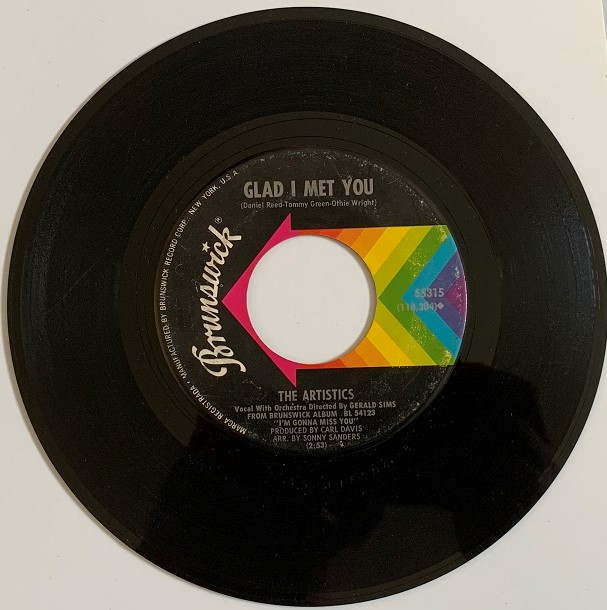 GLAD I MET YOU
(Daniel Reed-Tommy Green-Othie Wright)
Brunswick®
MARCA REGISTRADA • MANUFACTURED BY BRUNSWICK RECORD CORP. NEW YORK, U.S.A
55315
(118,304)◆
THE ARTISTICS
Vocal With Orchestra Directed By GERALD SIMS
FROM BRUNSWICK ALBUM BL 54123
"I'M GONNA MISS YOU"
PRODUCED BY CARL DAVIS
ARR. BY SONNY SANDERS
(2:53)